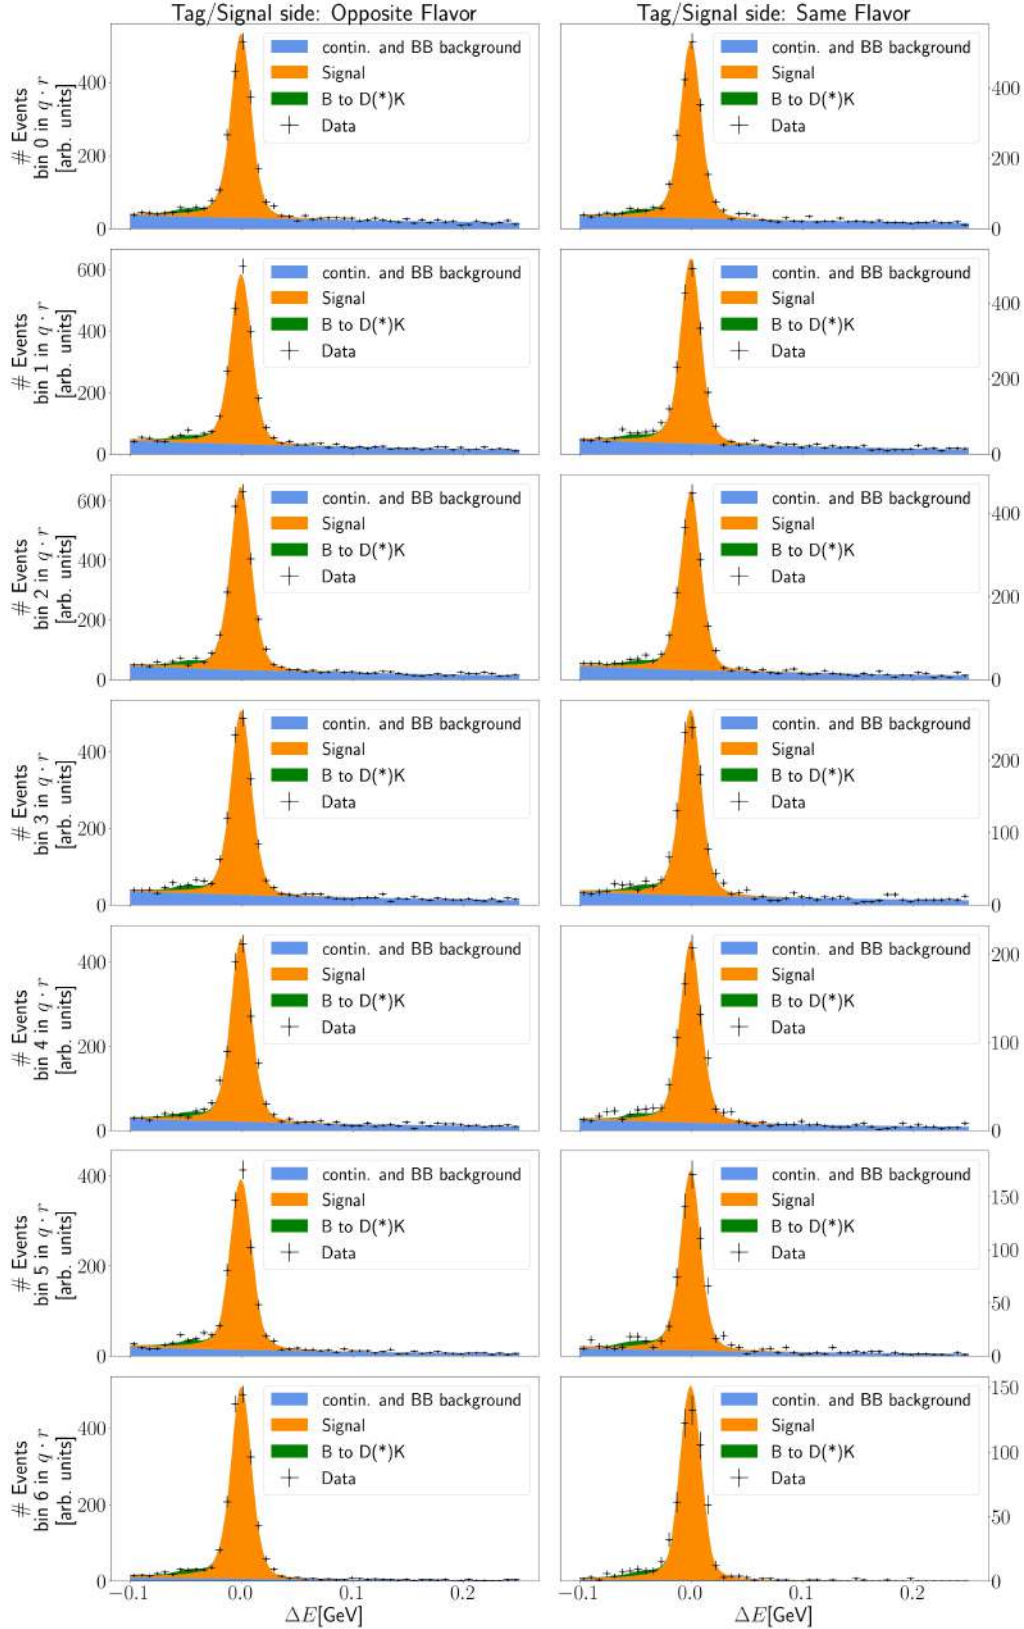 Tag/Signal side: Opposite Flavor
Tag/Signal side: Same Flavor
# Events
bin 0 in q · r
[arb. units]
400
200
0
contin. and BB background
Signal
B to D(*)K
Data
contin. and BB background
Signal
B to D(*)K
Data
400
200
0
# Events
bin 1 in q · r
[arb. units]
600
400
200
0
contin. and BB background
Signal
B to D(*)K
Data
contin. and BB background
Signal
B to D(*)K
Data
400
200
0
# Events
bin 2 in q · r
[arb. units]
600
400
200
0
contin. and BB background
Signal
B to D(*)K
Data
contin. and BB background
Signal
B to D(*)K
Data
400
200
0
# Events
bin 3 in q · r
[arb. units]
400
200
0
contin. and BB background
Signal
B to D(*)K
Data
contin. and BB background
Signal
B to D(*)K
Data
200
100
0
# Events
bin 4 in q · r
[arb. units]
400
200
0
contin. and BB background
Signal
B to D(*)K
Data
contin. and BB background
Signal
B to D(*)K
Data
200
100
0
# Events
bin 5 in q · r
[arb. units]
400
200
0
contin. and BB background
Signal
B to D(*)K
Data
contin. and BB background
Signal
B to D(*)K
Data
150
100
50
0
# Events
bin 6 in q · r
[arb. units]
400
200
0
contin. and BB background
Signal
B to D(*)K
Data
contin. and BB background
Signal
B to D(*)K
Data
150
100
50
0
−0.1 0.0 0.1 0.2
−0.1 0.0 0.1 0.2
ΔE[GeV]
ΔE[GeV]